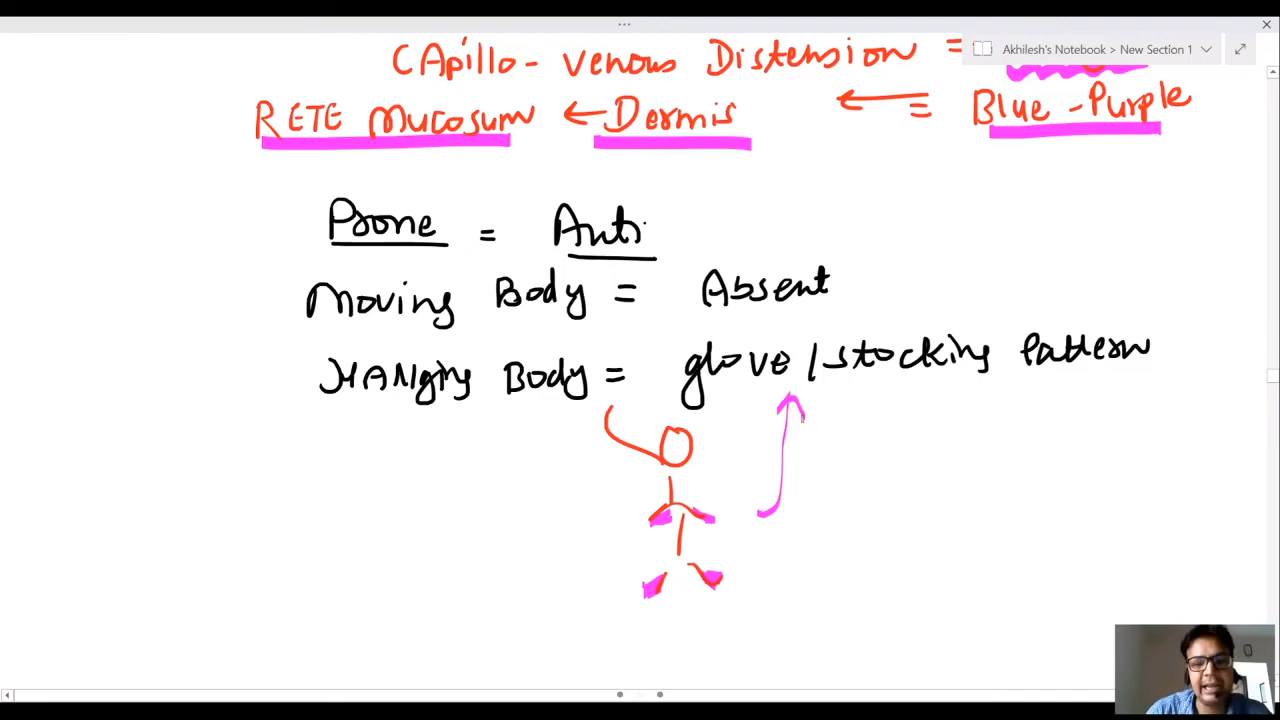 CApillo - venous Distension =
Akhilesh's Notebook > New Section 1
RETE Mucosum ← Dermis ← = Blue - Purple
Prone = Anti
Moving Body = Absent
HANging Body = glove / stocking Pattern